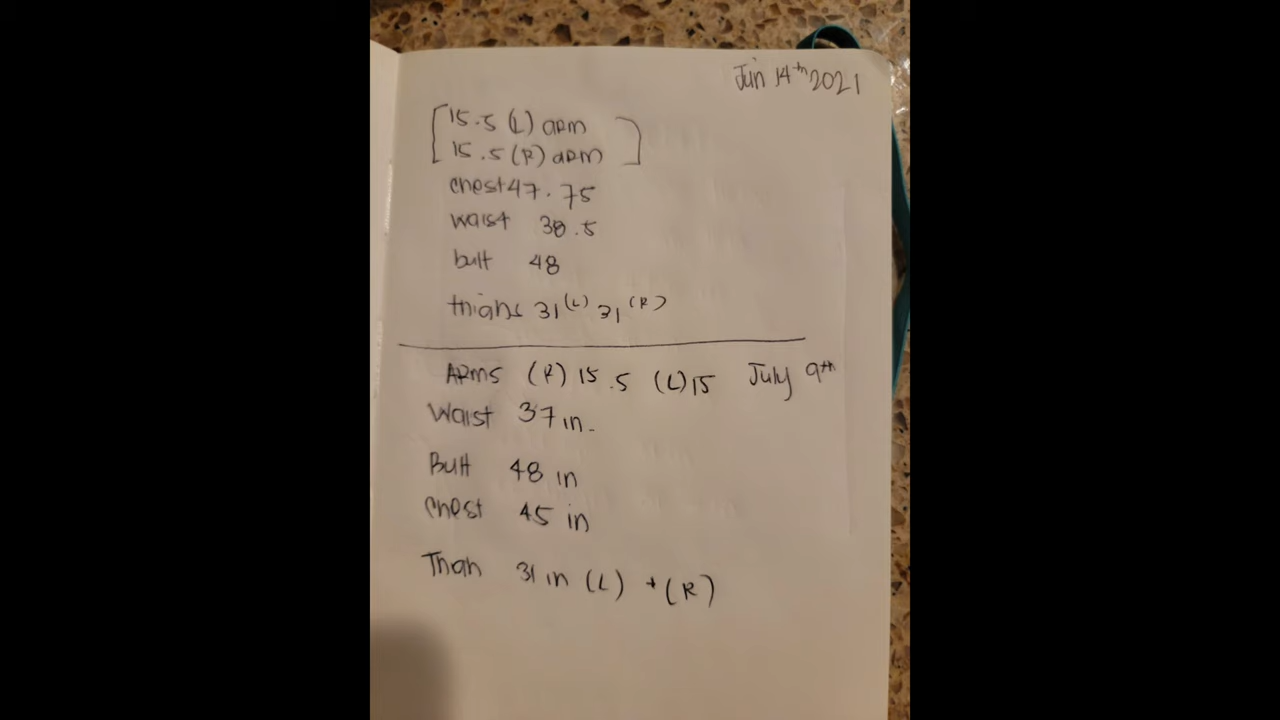 Jun 14th 2021
[15.5 (L) arm
15.5 (R) arm]
chest 47.75
waist 38.5
butt 48
thighs 31 (L) 31 (R)
Arms (R) 15.5 (L) 15 July 9th
Waist 37 in.
Butt 48 in
Chest 45 in
Thigh 31 in (L) + (R)